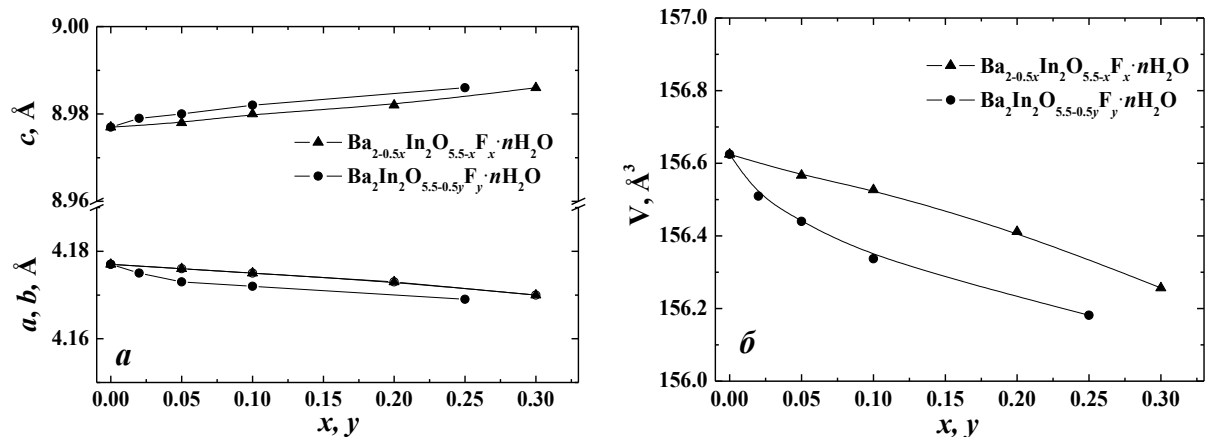 9.00
8.98
8.96
4.18
4.16
c, Å
a, b, Å
Ba2-0.5xIn2O5.5-xFx·nH2O
Ba2In2O5.5-0.5yFy·nH2O
а
0.00 0.05 0.10 0.15 0.20 0.25 0.30
x, y
157.0
156.8
156.6
156.4
156.2
156.0
V, Å3
Ba2-0.5xIn2O5.5-xFx·nH2O
Ba2In2O5.5-0.5yFy·nH2O
б
0.00 0.05 0.10 0.15 0.20 0.25 0.30
x, y